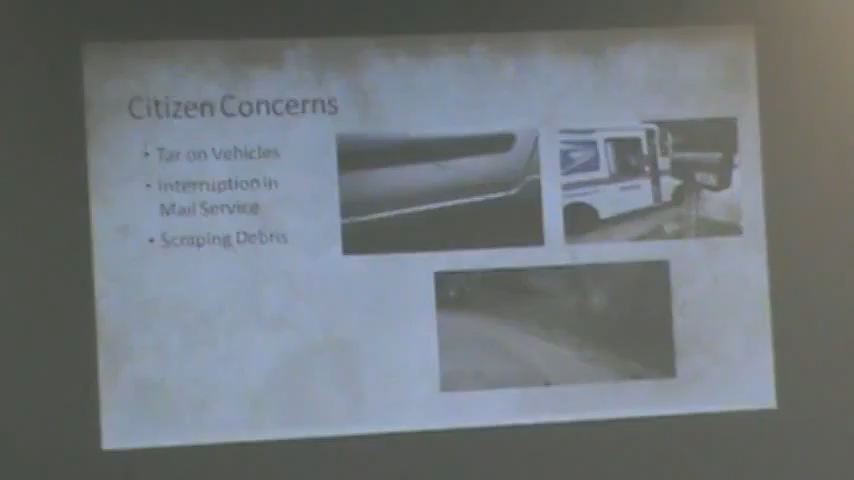 Citizen Concerns
• Tar on Vehicles
• Interruption in
Mail Service
• Scraping Debris